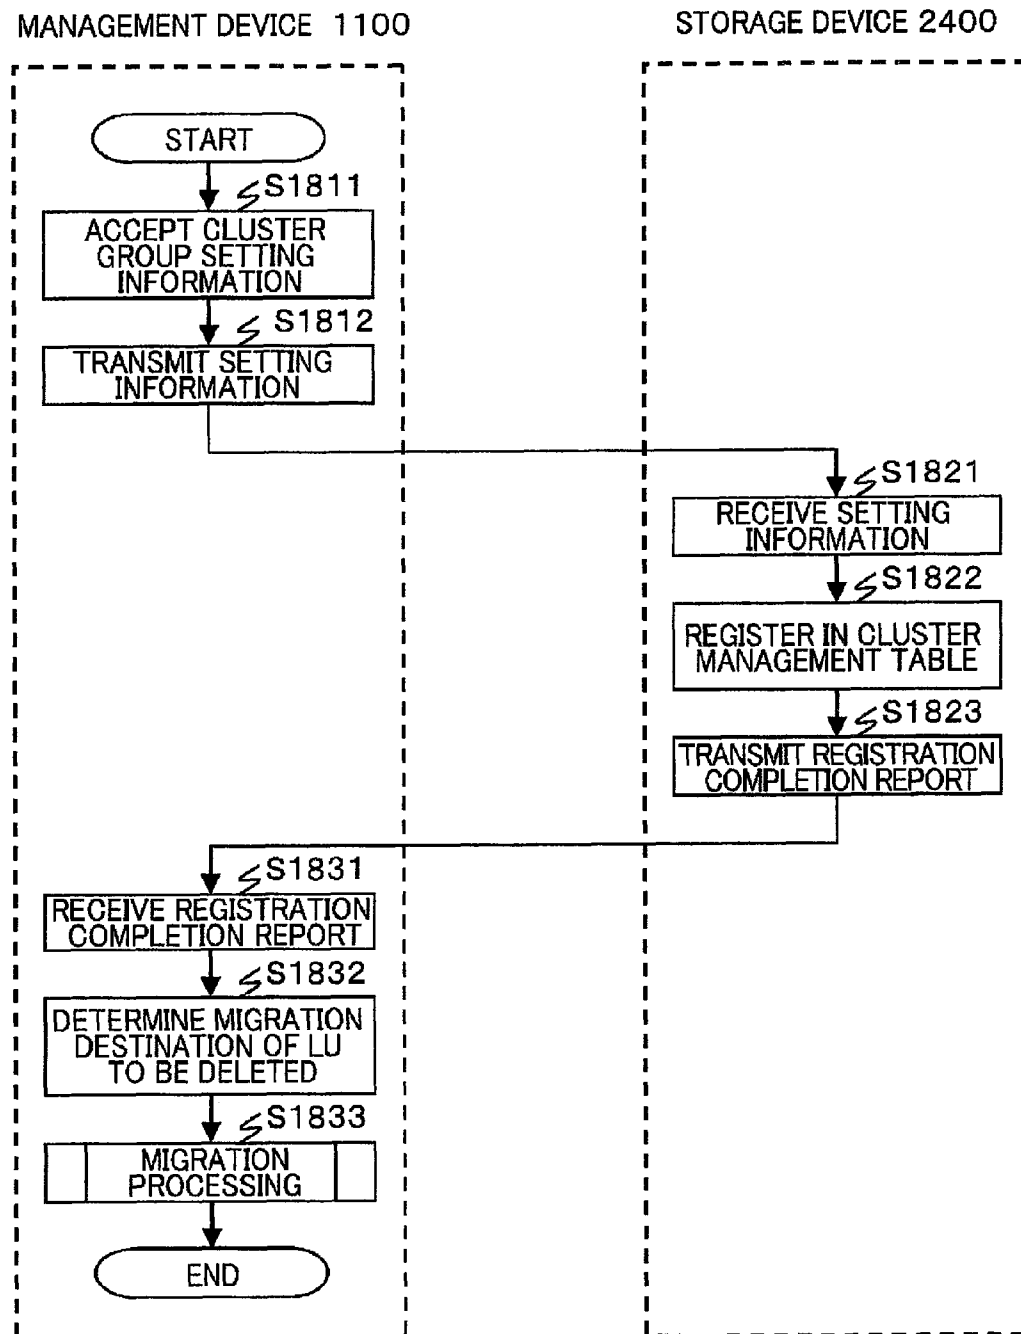 MANAGEMENT DEVICE 1100
STORAGE DEVICE 2400
START
S1811
ACCEPT CLUSTER
GROUP SETTING
INFORMATION
S1812
TRANSMIT SETTING
INFORMATION
S1821
RECEIVE SETTING
INFORMATION
S1822
REGISTER IN CLUSTER
MANAGEMENT TABLE
S1823
TRANSMIT REGISTRATION
COMPLETION REPORT
S1831
RECEIVE REGISTRATION
COMPLETION REPORT
S1832
DETERMINE MIGRATION
DESTINATION OF LU
TO BE DELETED
S1833
MIGRATION
PROCESSING
END